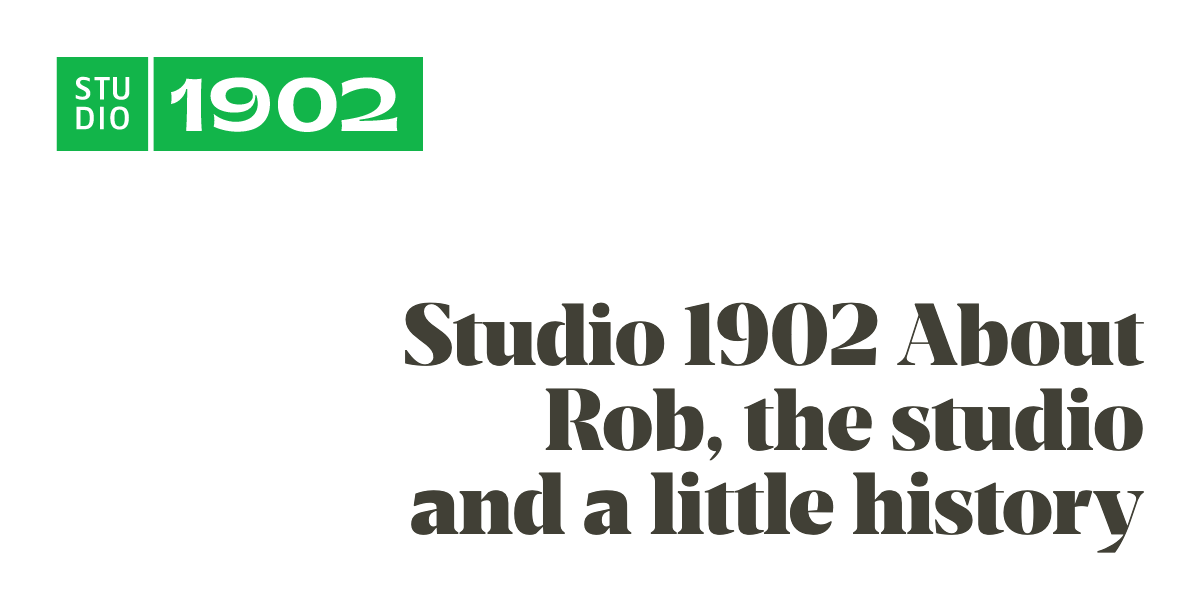 STU
DIO
1902
Studio 1902 About
Rob, the studio
and a little history